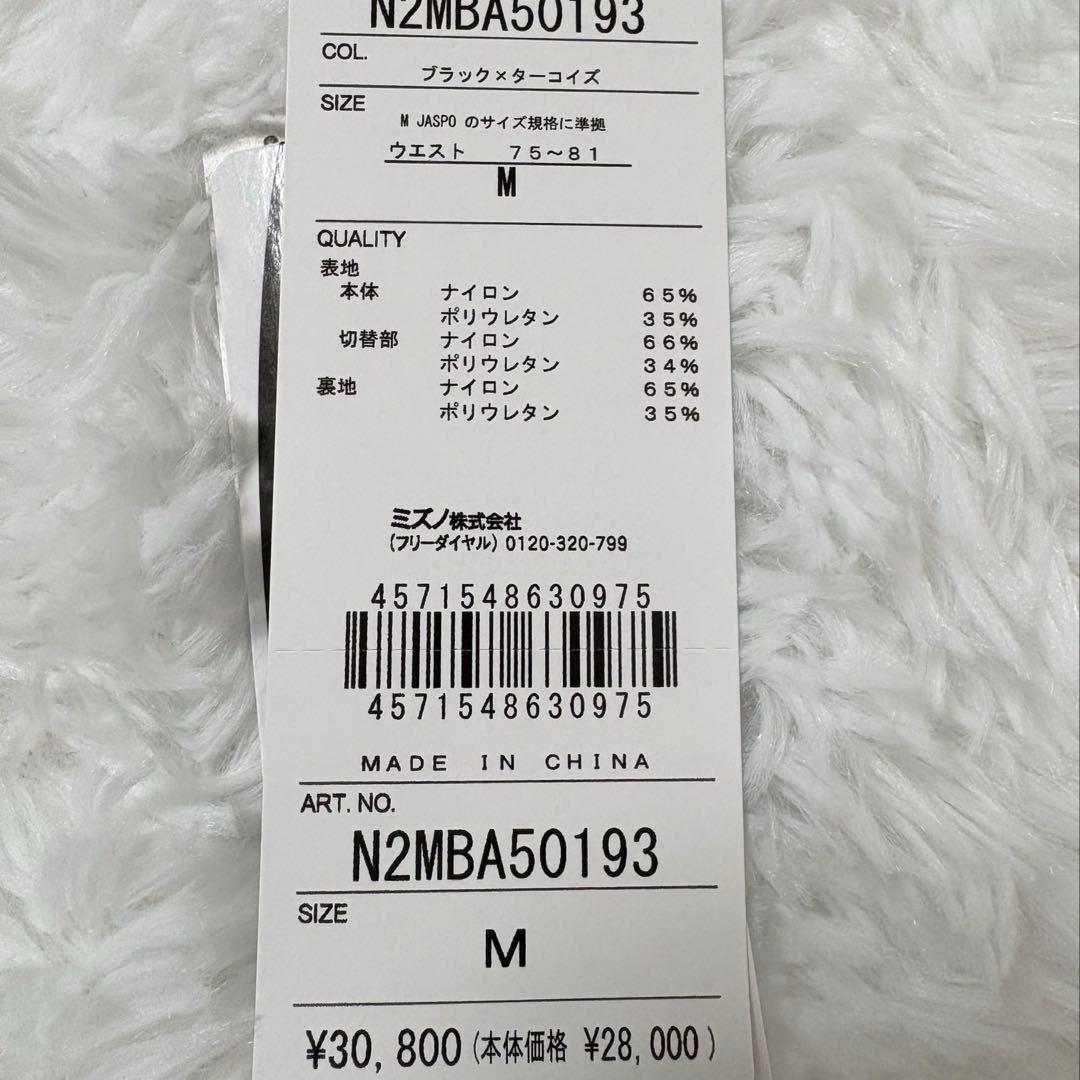 N2MBA50193
COL.
ブラック×ターコイズ
SIZE
M JASPO のサイズ規格に準拠
ウエスト 75～81
M
QUALITY
表地
本体 ナイロン 65%
ポリウレタン 35%
切替部 ナイロン 66%
ポリウレタン 34%
裏地 ナイロン 65%
ポリウレタン 35%
ミズノ株式会社
(フリーダイヤル) 0120-320-799
4571548630975
4571548630975
MADE IN CHINA
ART. NO.
N2MBA50193
SIZE
M
¥30,800(本体価格 ¥28,000)